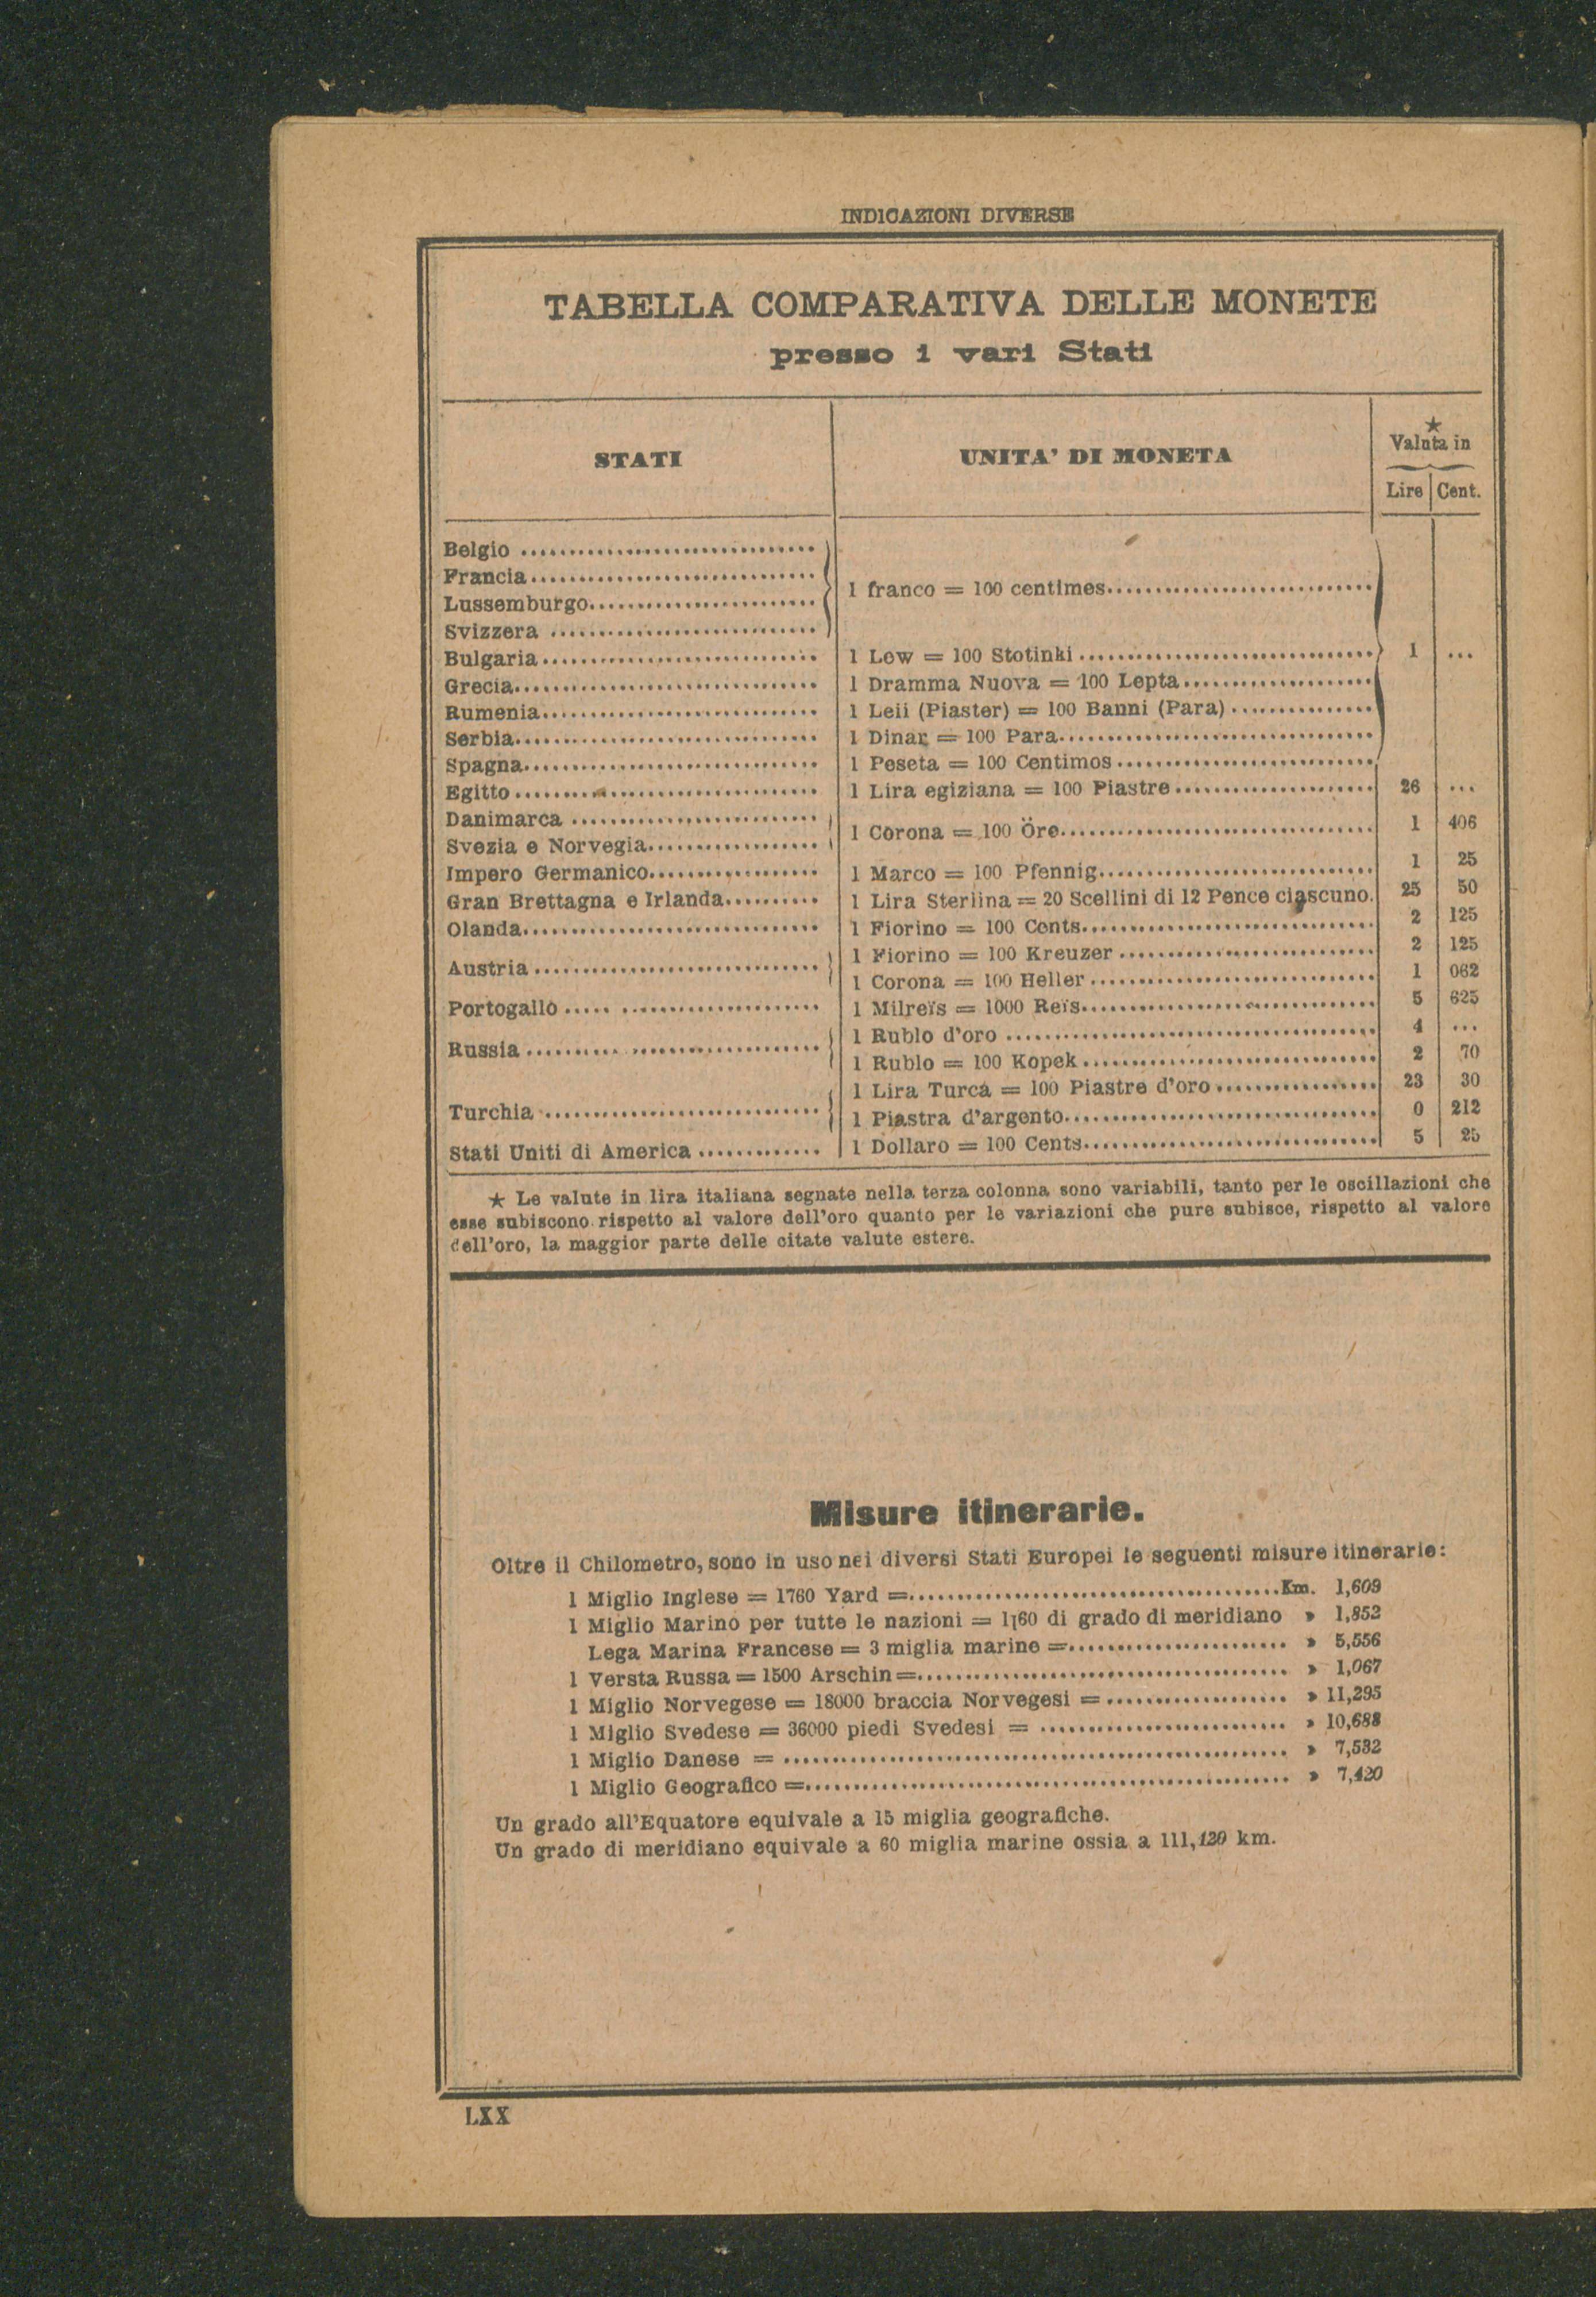 INDICAZIONI DIVERSE
TABELLA COMPARATIVA DELLE MONETE
presso i vari Stati
STATI
UNITA' DI MONETA
★
Valuta in
Lire Cent.
Belgio ..............................
Francia..............................
Lussemburgo........................
Svizzera ............................
1 franco = 100 centimes...........................
Bulgaria............................. 1 Lew = 100 Stotinki.............................. 1 ...
Grecia............................... 1 Dramma Nuova = 100 Lepta....................
Rumenia............................. 1 Leii (Piaster) = 100 Banni (Para)...............
Serbia............................... 1 Dinar = 100 Para.................................
Spagna.............................. 1 Peseta = 100 Centimos...........................
Egitto............................... 1 Lira egiziana = 100 Piastre..................... 26 ...
Danimarca .........................
Svezia e Norvegia..................
1 Corona = 100 Öre................................ 1 406
Impero Germanico.................. 1 Marco = 100 Pfennig............................ 1 25
Gran Brettagna e Irlanda.......... 1 Lira Sterlina = 20 Scellini di 12 Pence ciascuno. 25 50
Olanda.............................. 1 Fiorino = 100 Cents.............................. 2 125
Austria.............................. 1 Fiorino = 100 Kreuzer........................... 2 125
1 Corona = 100 Heller.............................. 1 062
Portogallo ..... .................... 1 Milreïs = 1000 Reïs.............................. 5 625
Russia.......... .................... 1 Rublo d'oro ...................................... 4 ...
1 Rublo = 100 Kopek.............................. 2 70
Turchia ............................. 1 Lira Turca = 100 Piastre d'oro................. 23 30
1 Piastra d'argento................................ 0 212
Stati Uniti di America ............. 1 Dollaro = 100 Cents.............................. 5 25
★ Le valute in lira italiana segnate nella terza colonna sono variabili, tanto per le oscillazioni che
esse subiscono rispetto al valore dell'oro quanto per le variazioni che pure subisce, rispetto al valore
dell'oro, la maggior parte delle citate valute estere.
Misure itinerarie.
Oltre il Chilometro, sono in uso nei diversi Stati Europei le seguenti misure itinerarie:
1 Miglio Inglese = 1760 Yard =......................................Km. 1,609
1 Miglio Marino per tutte le nazioni = 1ɪ60 di grado di meridiano » 1,852
Lega Marina Francese = 3 miglia marine =....................... » 5,556
1 Versta Russa = 1500 Arschin =...................................... » 1,067
1 Miglio Norvegese = 18000 braccia Norvegesi =................... » 11,295
1 Miglio Svedese = 36000 piedi Svedesi = .......................... » 10,688
1 Miglio Danese = .................................................... » 7,532
1 Miglio Geografico =.................................................. » 7,420
Un grado all'Equatore equivale a 15 miglia geografiche.
Un grado di meridiano equivale a 60 miglia marine ossia a 111,120 km.
LXX